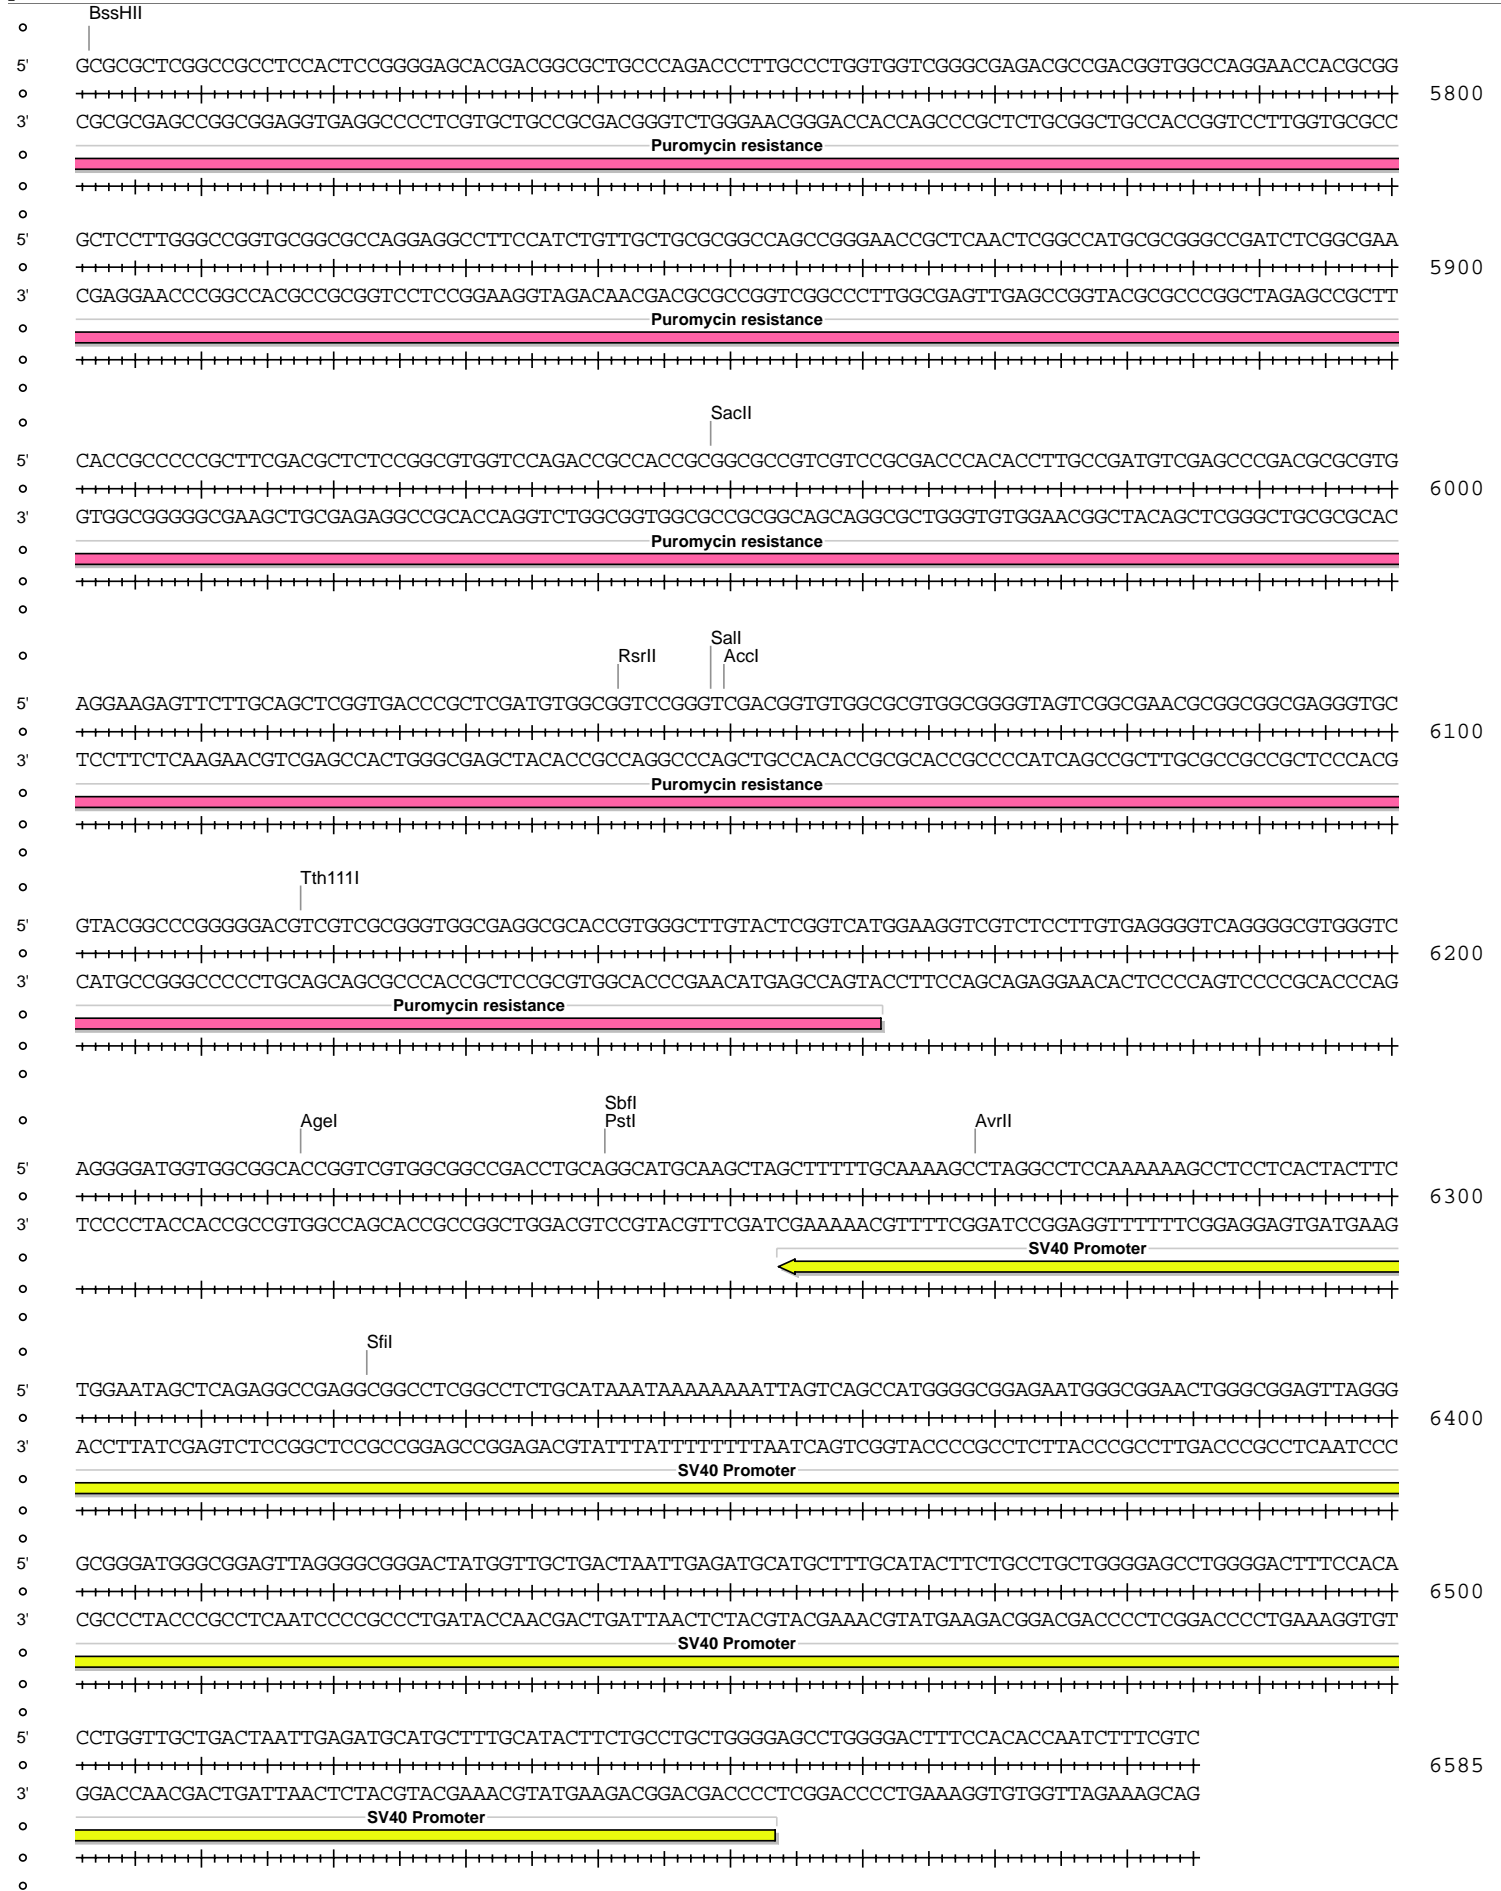 BssHII
5' GCGCGCTCGGCCGCCTCCACTCCGGGGAGCACGACGGCGCTGCCCAGACCCTTGCCCTGGTGGTCGGGCGAGACGCCGACGGTGGCCAGGAACCACGCGG
5800
3' CGCGCGAGCCGGCGGAGGTGAGGCCCCTCGTGCTGCCGCGACGGGTCTGGGAACGGGACCACCAGCCCGCTCTGCGGCTGCCACCGGTCCTTGGTGCGCC
Puromycin resistance
5' GCTCCTTGGGCCGGTGCGGCGCCAGGAGGCCTTCCATCTGTTGCTGCGCGGCCAGCCGGGAACCGCTCAACTCGGCCATGCGCGGGCCGATCTCGGCGAA
5900
3' CGAGGAACCCGGCCACGCCGCGGTCCTCCGGAAGGTAGACAACGACGCGCCGGTCGGCCCTTGGCGAGTTGAGCCGGTACGCGCCCGGCTAGAGCCGCTT
Puromycin resistance
SacII
5' CACCGCCCCCGCTTCGACGCTCTCCGGCGTGGTCCAGACCGCCACCGCGGCGCCGTCGTCCGCGACCCACACCTTGCCGATGTCGAGCCCGACGCGCGTG
6000
3' GTGGCGGGGGCGAAGCTGCGAGAGGCCGCACCAGGTCTGGCGGTGGCGCCGCGGCAGCAGGCGCTGGGTGTGGAACGGCTACAGCTCGGGCTGCGCGCAC
Puromycin resistance
SalI
RsrII AccI
5' AGGAAGAGTTCTTGCAGCTCGGTGACCCGCTCGATGTGGCGGTCCGGGTCGACGGTGTGGCGCGTGGCGGGGTAGTCGGCGAACGCGGCGGCGAGGGTGC
6100
3' TCCTTCTCAAGAACGTCGAGCCACTGGGCGAGCTACACCGCCAGGCCCAGCTGCCACACCGCGCACCGCCCCATCAGCCGCTTGCGCCGCCGCTCCCACG
Puromycin resistance
Tth111I
5' GTACGGCCCGGGGGACGTCGTCGCGGGTGGCGAGGCGCACCGTGGGCTTGTACTCGGTCATGGAAGGTCGTCTCCTTGTGAGGGGTCAGGGGCGTGGGTC
6200
3' CATGCCGGGCCCCCTGCAGCAGCGCCCACCGCTCCGCGTGGCACCCGAACATGAGCCAGTACCTTCCAGCAGAGGAACACTCCCCAGTCCCCGCACCCAG
Puromycin resistance
SbfI
AgeI PstI AvrII
5' AGGGGATGGTGGCGGCACCGGTCGTGGCGGCCGACCTGCAGGCATGCAAGCTAGCTTTTTGCAAAAGCCTAGGCCTCCAAAAAAGCCTCCTCACTACTTC
6300
3' TCCCCTACCACCGCCGTGGCCAGCACCGCCGGCTGGACGTCCGTACGTTCGATCGAAAAACGTTTTCGGATCCGGAGGTTTTTTCGGAGGAGTGATGAAG
SV40 Promoter
SfiI
5' TGGAATAGCTCAGAGGCCGAGGCGGCCTCGGCCTCTGCATAAATAAAAAAAATTAGTCAGCCATGGGGCGGAGAATGGGCGGAACTGGGCGGAGTTAGGG
6400
3' ACCTTATCGAGTCTCCGGCTCCGCCGGAGCCGGAGACGTATTTATTTTTTTTAATCAGTCGGTACCCCGCCTCTTACCCGCCTTGACCCGCCTCAATCCC
SV40 Promoter
5' GCGGGATGGGCGGAGTTAGGGGCGGGACTATGGTTGCTGACTAATTGAGATGCATGCTTTGCATACTTCTGCCTGCTGGGGAGCCTGGGGACTTTCCACA
6500
3' CGCCCTACCCGCCTCAATCCCCGCCCTGATACCAACGACTGATTAACTCTACGTACGAAACGTATGAAGACGGACGACCCCTCGGACCCCTGAAAGGTGT
SV40 Promoter
5' CCTGGTTGCTGACTAATTGAGATGCATGCTTTGCATACTTCTGCCTGCTGGGGAGCCTGGGGACTTTCCACACCAATCTTTCGTC
6585
3' GGACCAACGACTGATTAACTCTACGTACGAAACGTATGAAGACGGACGACCCCTCGGACCCCTGAAAGGTGTGGTTAGAAAGCAG
SV40 Promoter